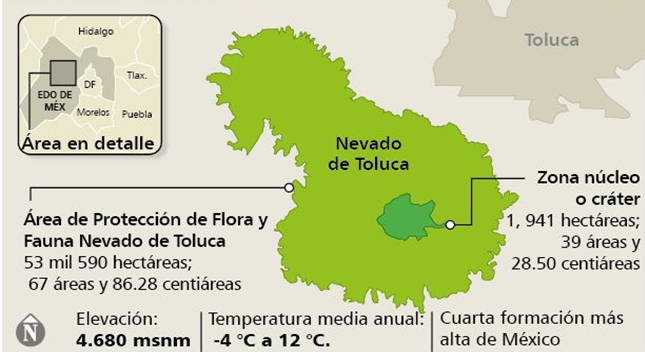 Hidalgo
Tlax.
DF
EDO DE
MÉX
Morelos
Puebla
Área en detalle
Toluca
Nevado
de Toluca
Zona núcleo
o cráter
1, 941 hectáreas;
39 áreas y
28.50 centiáreas
Área de Protección de Flora y
Fauna Nevado de Toluca
53 mil 590 hectáreas;
67 áreas y 86.28 centiáreas
N
Elevación:
4.680 msnm
Temperatura media anual:
-4 °C a 12 °C.
Cuarta formación más
alta de México